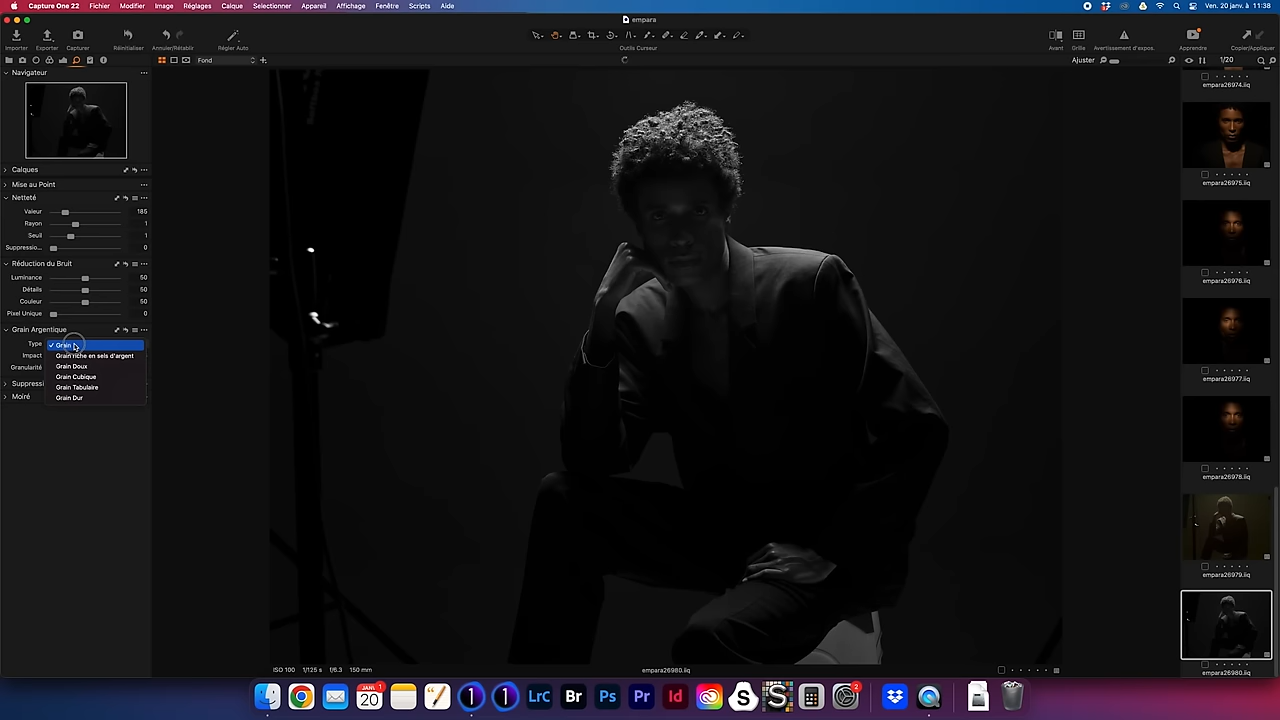 Capture One 22 Fichier Modifier Image Réglages Calque Selectionner Appareil Affichage Fenêtre Scripts Aide Ven. 20 janv. à 11:38
empara
Importer Exporter Capturer Réinitialiser Annuler/Rétablir Régler Auto Outils Curseur Avant Grille Avertissement d'expos. Apprendre Copier/Appliquer
Fond Ajuster 1/20
Navigateur
Calques
Mise au Point
Netteté
Valeur 185
Rayon 1
Seuil 1
Suppressio... 0
Réduction du Bruit
Luminance 50
Détails 50
Couleur 50
Pixel Unique 0
Grain Argentique
Type Grain
Impact Grain riche en sels d'argent
Grain Doux
Granularité
Grain Cubique
Suppressi
Grain Tabulaire
Moiré
Grain Dur
empara26974.iiq
empara26975.iiq
empara26976.iiq
empara26977.iiq
empara26978.iiq
empara26979.iiq
empara26980.iiq
ISO 100 1/125 s f/6.3 150 mm empara26980.iiq
JANV. 1
20
1 1 LrC Br Ps Pr Id S S 2